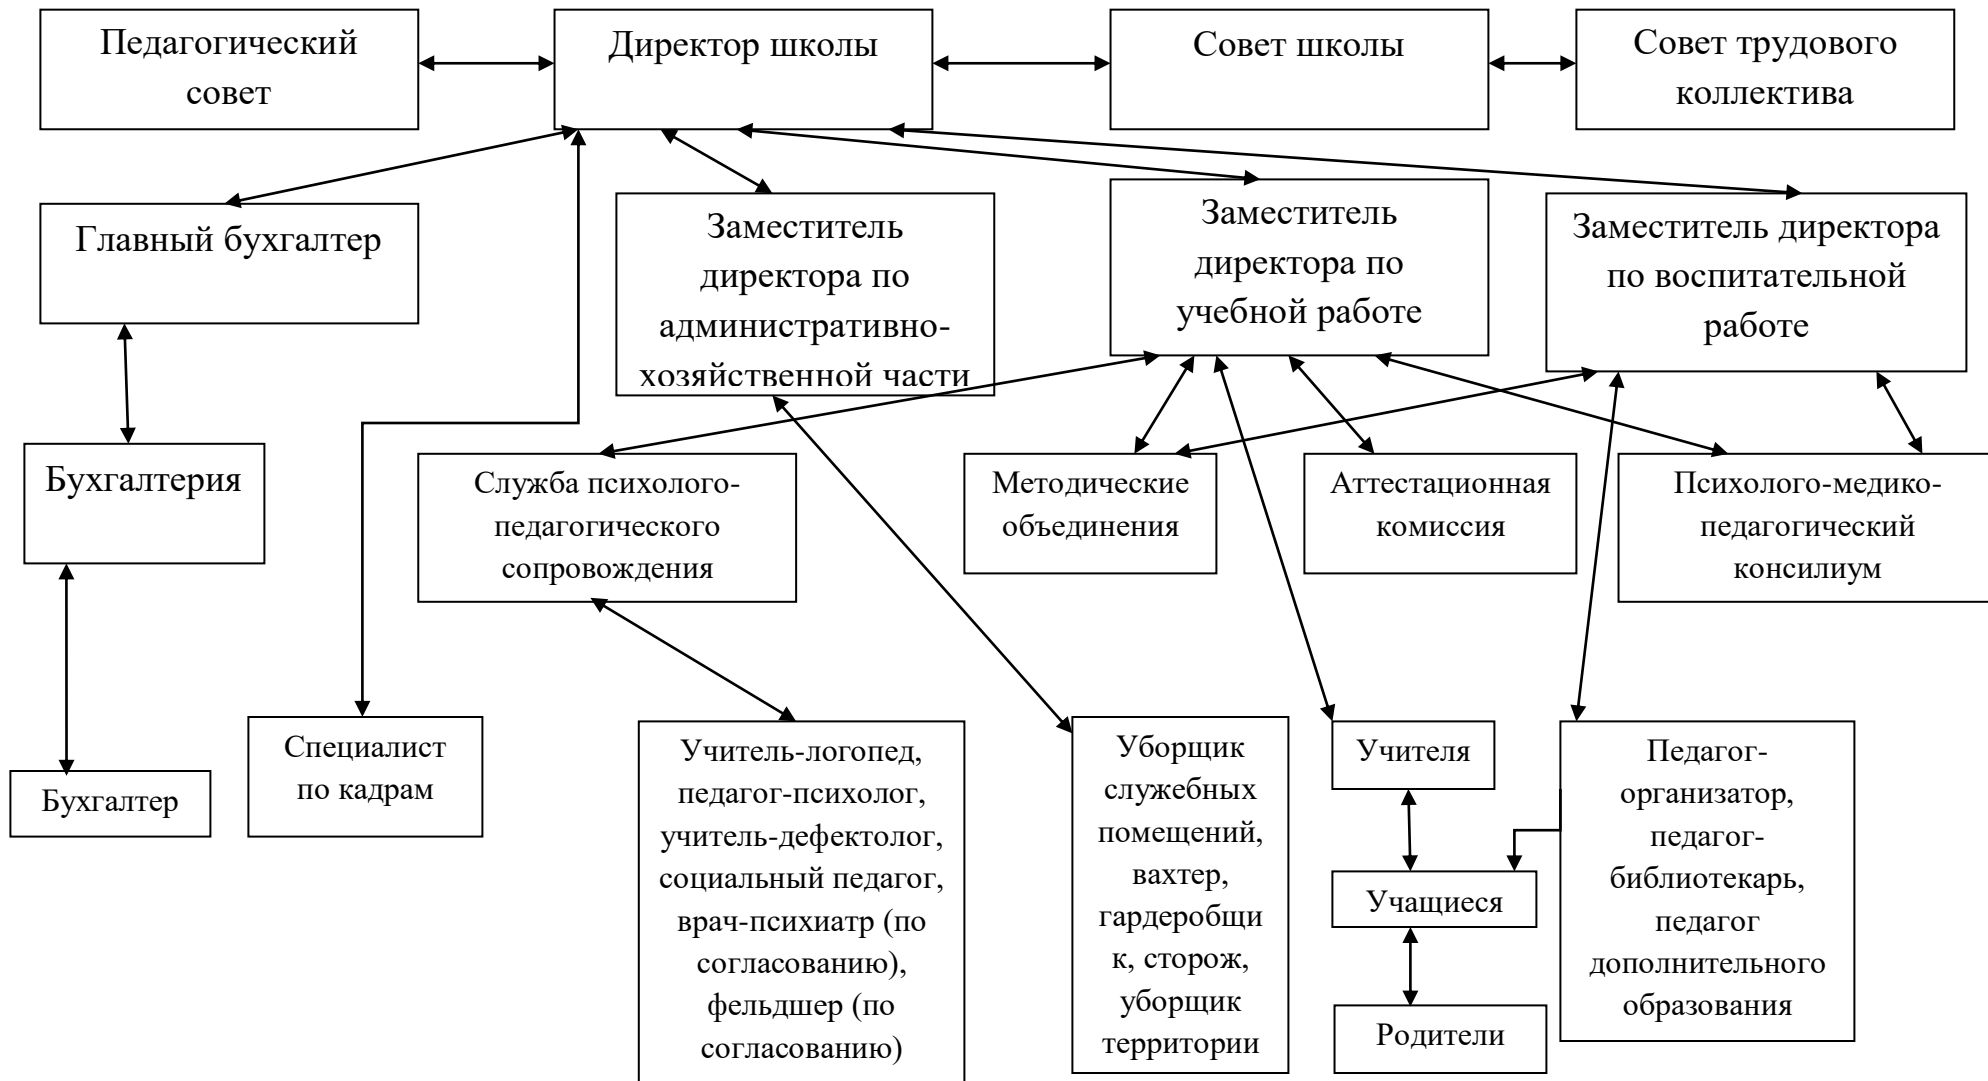 Педагогический
совет
Директор школы
Совет школы
Совет трудового
коллектива
Главный бухгалтер
Заместитель
директора по
административно-
хозяйственной части
Заместитель
директора по
учебной работе
Заместитель директора
по воспитательной
работе
Бухгалтерия
Служба психолого-
педагогического
сопровождения
Методические
объединения
Аттестационная
комиссия
Психолого-медико-
педагогический
консилиум
Бухгалтер
Специалист
по кадрам
Учитель-логопед,
педагог-психолог,
учитель-дефектолог,
социальный педагог,
врач-психиатр (по
согласованию),
фельдшер (по
согласованию)
Уборщик
служебных
помещений,
вахтер,
гардеробщи
к, сторож,
уборщик
территории
Учителя
Учащиеся
Родители
Педагог-
организатор,
педагог-
библиотекарь,
педагог
дополнительного
образования